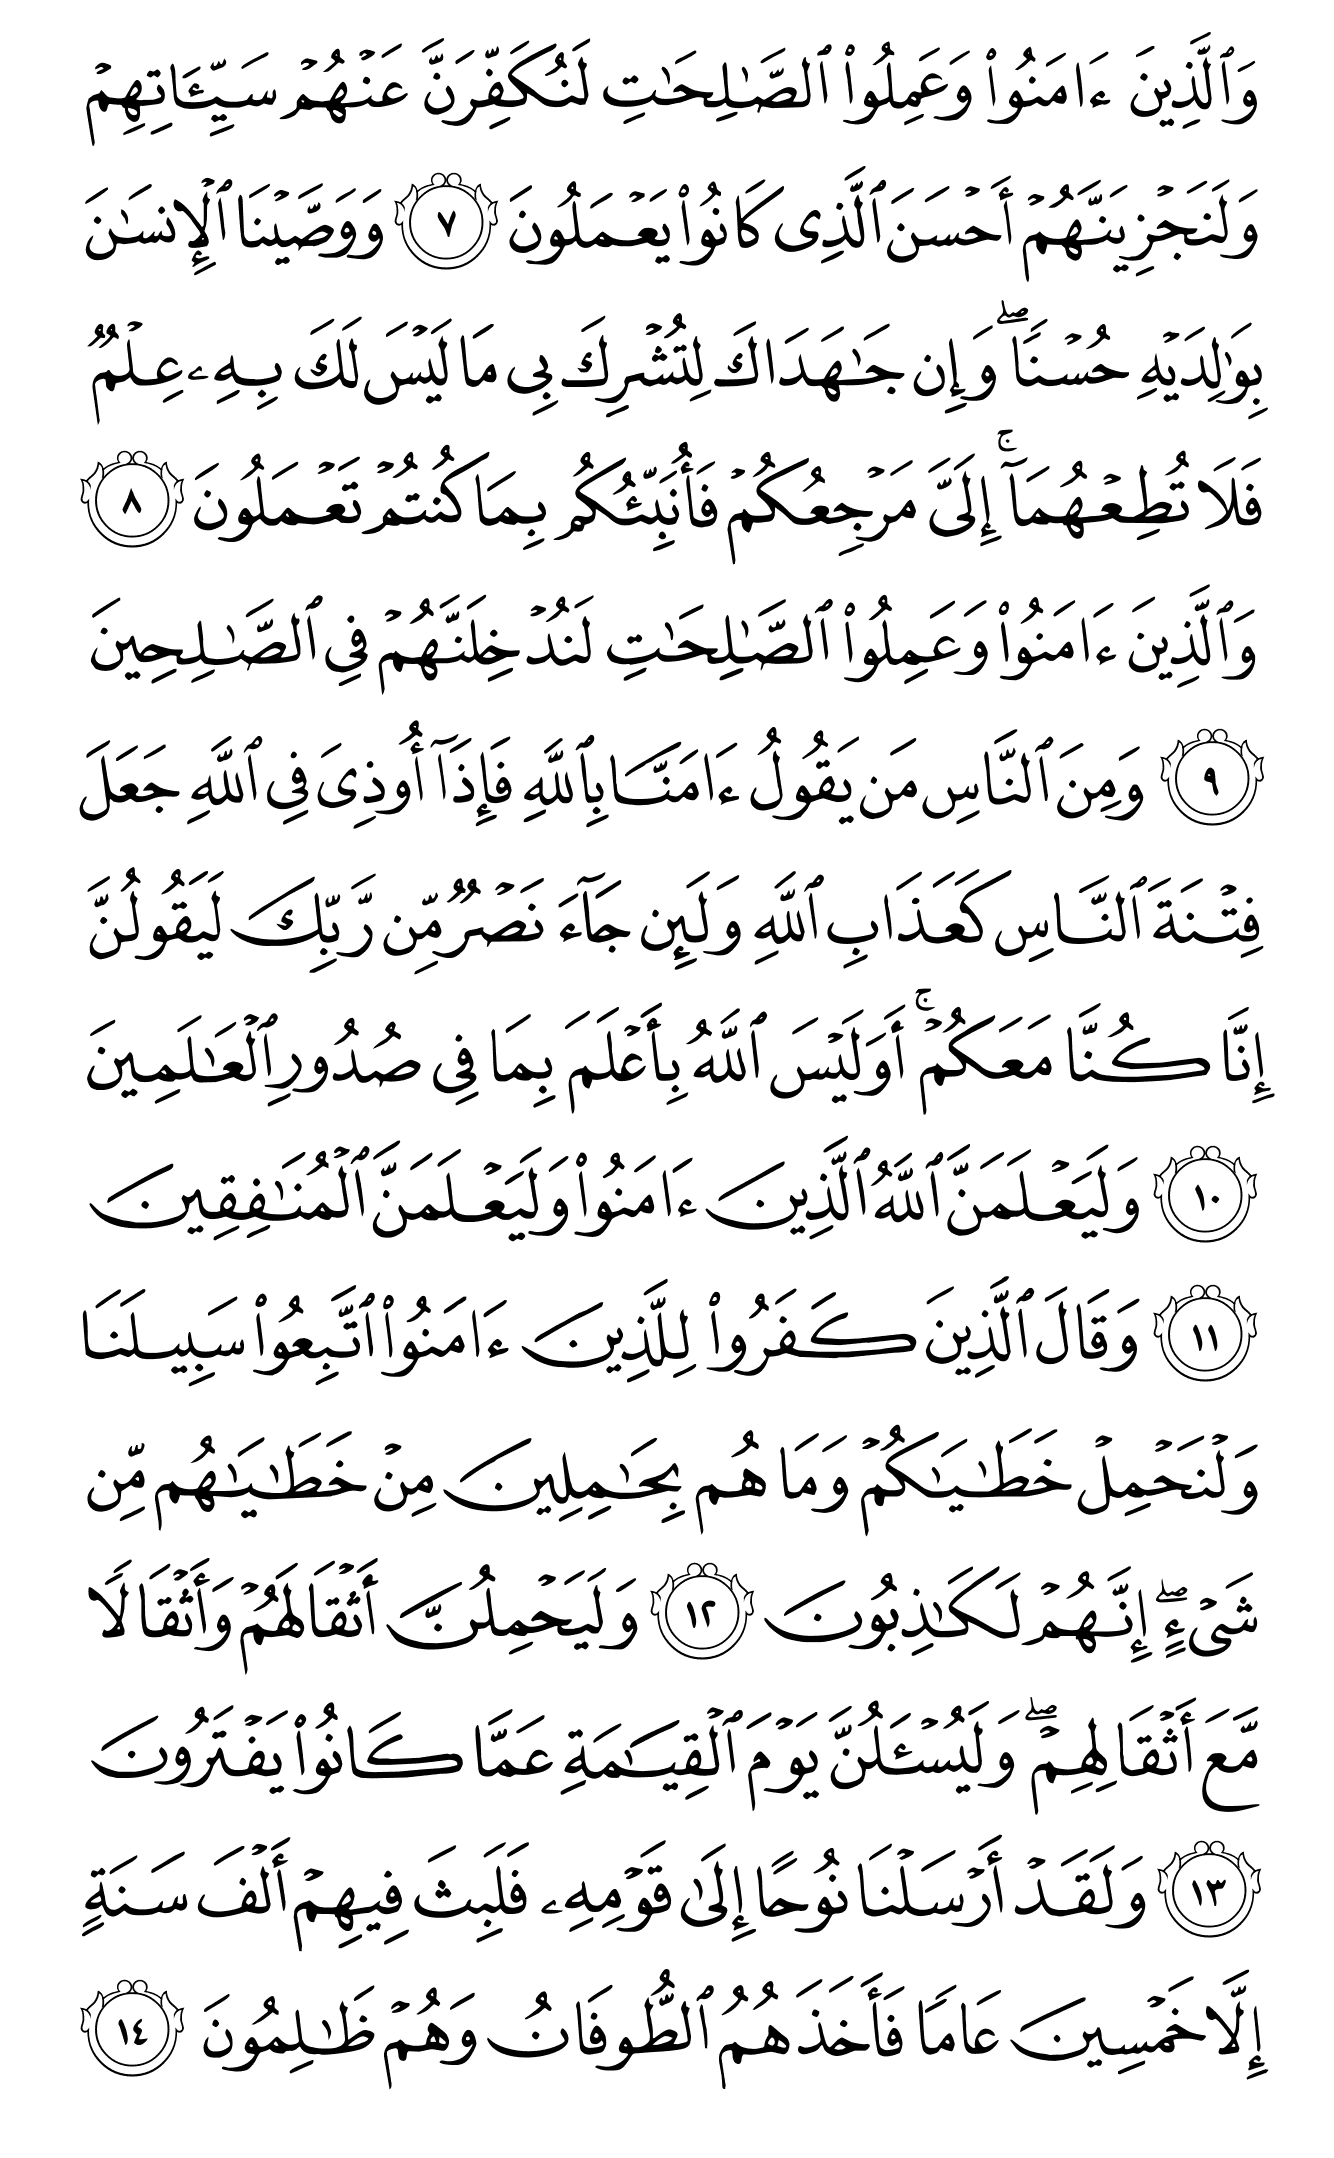 وَٱلَّذِينَ ءَامَنُوا۟ وَعَمِلُوا۟ ٱلصَّـٰلِحَـٰتِ لَنُكَفِّرَنَّ عَنْهُمْ سَيِّـَٔاتِهِمْ
وَلَنَجْزِيَنَّهُمْ أَحْسَنَ ٱلَّذِى كَانُوا۟ يَعْمَلُونَ ٧ وَوَصَّيْنَا ٱلْإِنسَـٰنَ
بِوَٰلِدَيْهِ حُسْنًا ۖ وَإِن جَـٰهَدَاكَ لِتُشْرِكَ بِى مَا لَيْسَ لَكَ بِهِۦ عِلْمٌ
فَلَا تُطِعْهُمَآ ۚ إِلَىَّ مَرْجِعُكُمْ فَأُنَبِّئُكُم بِمَا كُنتُمْ تَعْمَلُونَ ٨
وَٱلَّذِينَ ءَامَنُوا۟ وَعَمِلُوا۟ ٱلصَّـٰلِحَـٰتِ لَنُدْخِلَنَّهُمْ فِى ٱلصَّـٰلِحِينَ
٩ وَمِنَ ٱلنَّاسِ مَن يَقُولُ ءَامَنَّا بِٱللَّهِ فَإِذَآ أُوذِىَ فِى ٱللَّهِ جَعَلَ
فِتْنَةَ ٱلنَّاسِ كَعَذَابِ ٱللَّهِ وَلَئِن جَآءَ نَصْرٌ مِّن رَّبِّكَ لَيَقُولُنَّ
إِنَّا كُنَّا مَعَكُمْ ۚ أَوَلَيْسَ ٱللَّهُ بِأَعْلَمَ بِمَا فِى صُدُورِ ٱلْعَـٰلَمِينَ
١٠ وَلَيَعْلَمَنَّ ٱللَّهُ ٱلَّذِينَ ءَامَنُوا۟ وَلَيَعْلَمَنَّ ٱلْمُنَـٰفِقِينَ
١١ وَقَالَ ٱلَّذِينَ كَفَرُوا۟ لِلَّذِينَ ءَامَنُوا۟ ٱتَّبِعُوا۟ سَبِيلَنَا
وَلْنَحْمِلْ خَطَـٰيَـٰكُمْ وَمَا هُم بِحَـٰمِلِينَ مِنْ خَطَـٰيَـٰهُم مِّن
شَىْءٍ ۖ إِنَّهُمْ لَكَـٰذِبُونَ ١٢ وَلَيَحْمِلُنَّ أَثْقَالَهُمْ وَأَثْقَالًا
مَّعَ أَثْقَالِهِمْ ۖ وَلَيُسْـَٔلُنَّ يَوْمَ ٱلْقِيَـٰمَةِ عَمَّا كَانُوا۟ يَفْتَرُونَ
١٣ وَلَقَدْ أَرْسَلْنَا نُوحًا إِلَىٰ قَوْمِهِۦ فَلَبِثَ فِيهِمْ أَلْفَ سَنَةٍ
إِلَّا خَمْسِينَ عَامًا فَأَخَذَهُمُ ٱلطُّوفَانُ وَهُمْ ظَـٰلِمُونَ ١٤